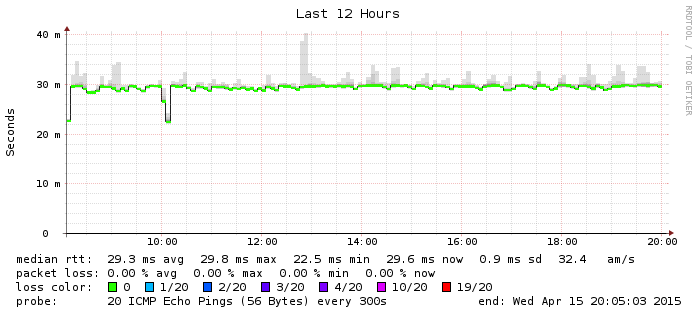 Last 12 Hours
RRDTOOL / TOBI OETIKER
Seconds
40 m
30 m
20 m
10 m
0
10:00 12:00 14:00 16:00 18:00 20:00
median rtt: 29.3 ms avg 29.8 ms max 22.5 ms min 29.6 ms now 0.9 ms sd 32.4 am/s
packet loss: 0.00 % avg 0.00 % max 0.00 % min 0.00 % now
loss color: 0 1/20 2/20 3/20 4/20 10/20 19/20
probe: 20 ICMP Echo Pings (56 Bytes) every 300s end: Wed Apr 15 20:05:03 2015